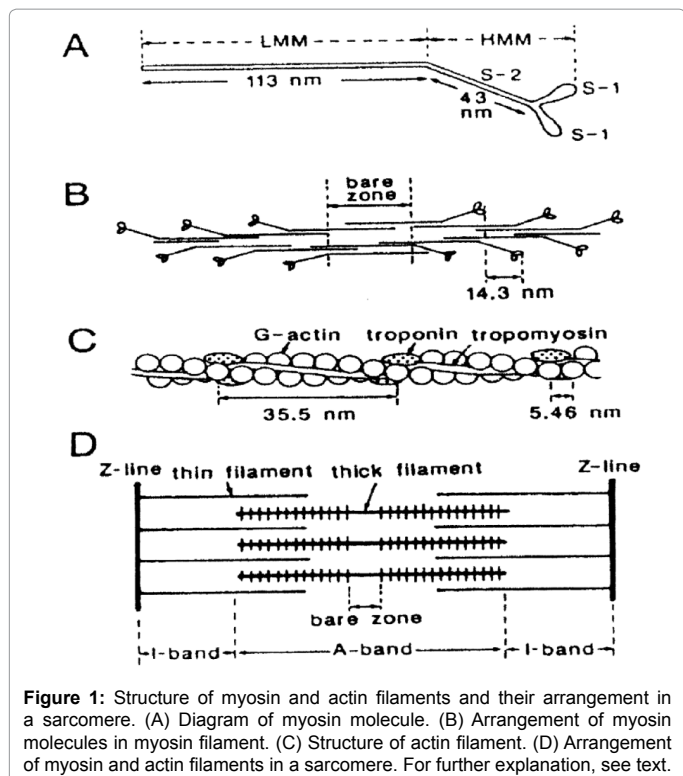 A
LMM HMM
S-2
113 nm
43 nm
S-1
S-1
B
bare zone
14.3 nm
C
G-actin troponin tropomyosin
35.5 nm
5.46 nm
D
Z-line thin filament thick filament Z-line
bare zone
I-band A-band I-band
Figure 1: Structure of myosin and actin filaments and their arrangement in
a sarcomere. (A) Diagram of myosin molecule. (B) Arrangement of myosin
molecules in myosin filament. (C) Structure of actin filament. (D) Arrangement
of myosin and actin filaments in a sarcomere. For further explanation, see text.